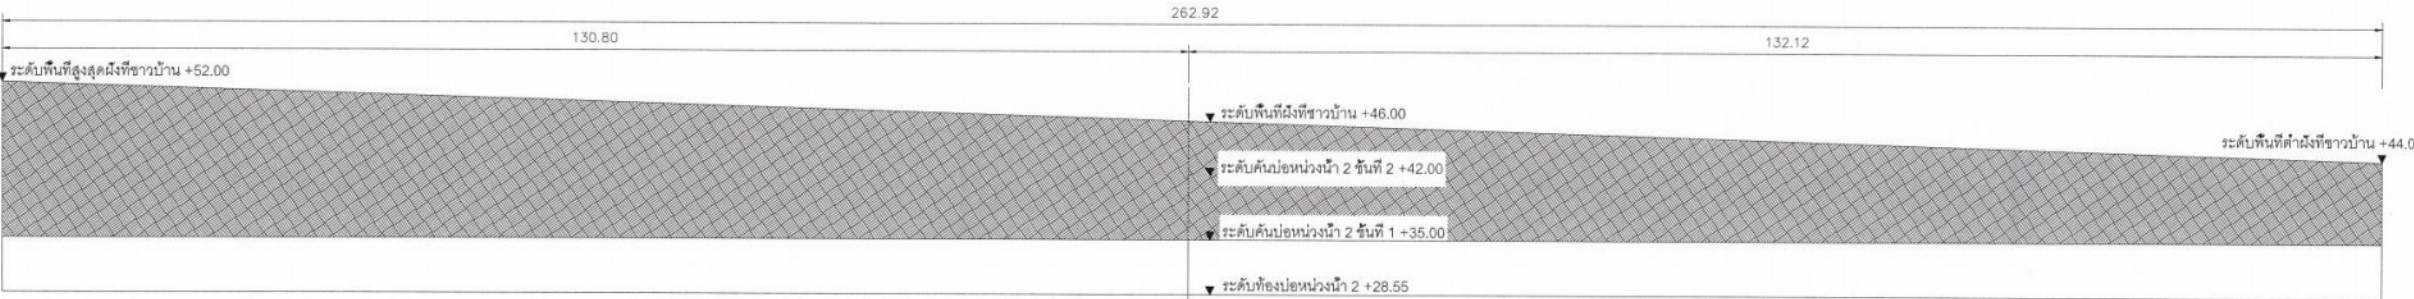 262.92
130.80
132.12
ระดับพื้นที่สูงสุดฝั่งที่ชาวบ้าน +52.00
ระดับพื้นที่ฝั่งที่ชาวบ้าน +46.00
ระดับพื้นที่ต่ำฝั่งที่ชาวบ้าน +44.0
ระดับคันบ่อหน่วงน้ำ 2 ชั้นที่ 2 +42.00
ระดับคันบ่อหน่วงน้ำ 2 ชั้นที่ 1 +35.00
ระดับท้องบ่อหน่วงน้ำ 2 +28.55